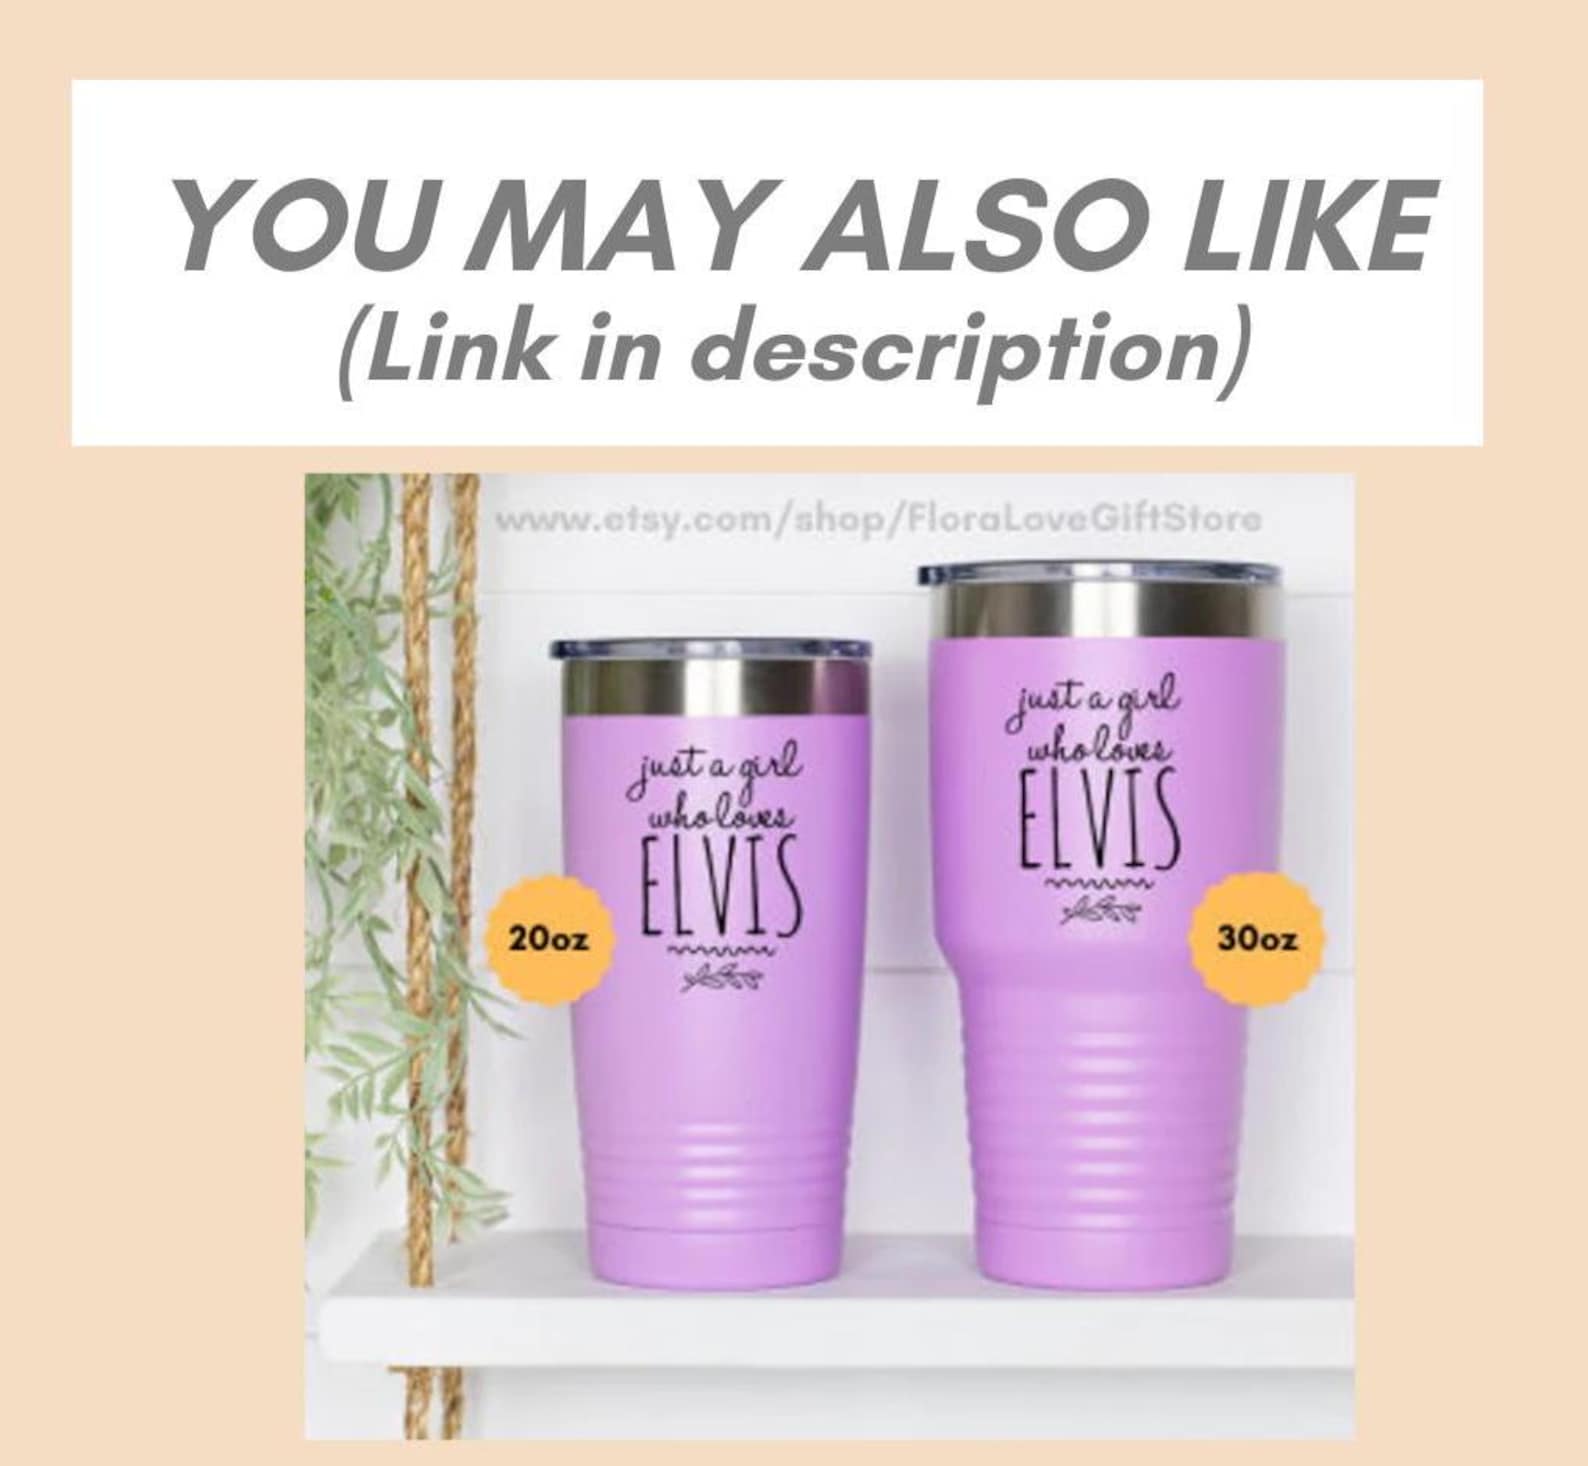 YOU MAY ALSO LIKE
(Link in description)
www.etsy.com/shop/FloraLoveGiftStore
just a girl
who loves
ELVIS
20oz
just a girl
who loves
ELVIS
30oz